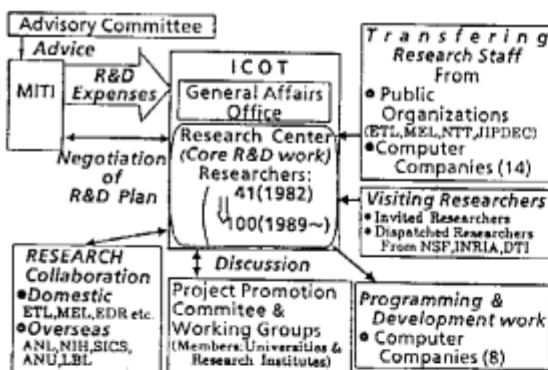 Advisory Committee
Advice
MITI
R&D
Expenses
Negotiation
of
R&D Plan
ICOT
General Affairs
Office
Research Center
(Core R&D work)
Researchers:
41(1982)
100(1989~)
Transfering
Research Staff
From
Public
Organizations
(ETL,MEL,NTT,JIPDEC)
Computer
Companies (14)
Visiting Researchers
• Invited Researchers
• Dispatched Researchers
From NSF,INRIA,DTI
RESEARCH
Collaboration
Domestic
ETL,MEL,EDR etc.
Overseas
ANL,NIH,SICS,
ANU,LBL
Discussion
Project Promotion
Commitee &
Working Groups
(Members: Universities &
Research Institutes)
Programming &
Development work
Computer
Companies (8)